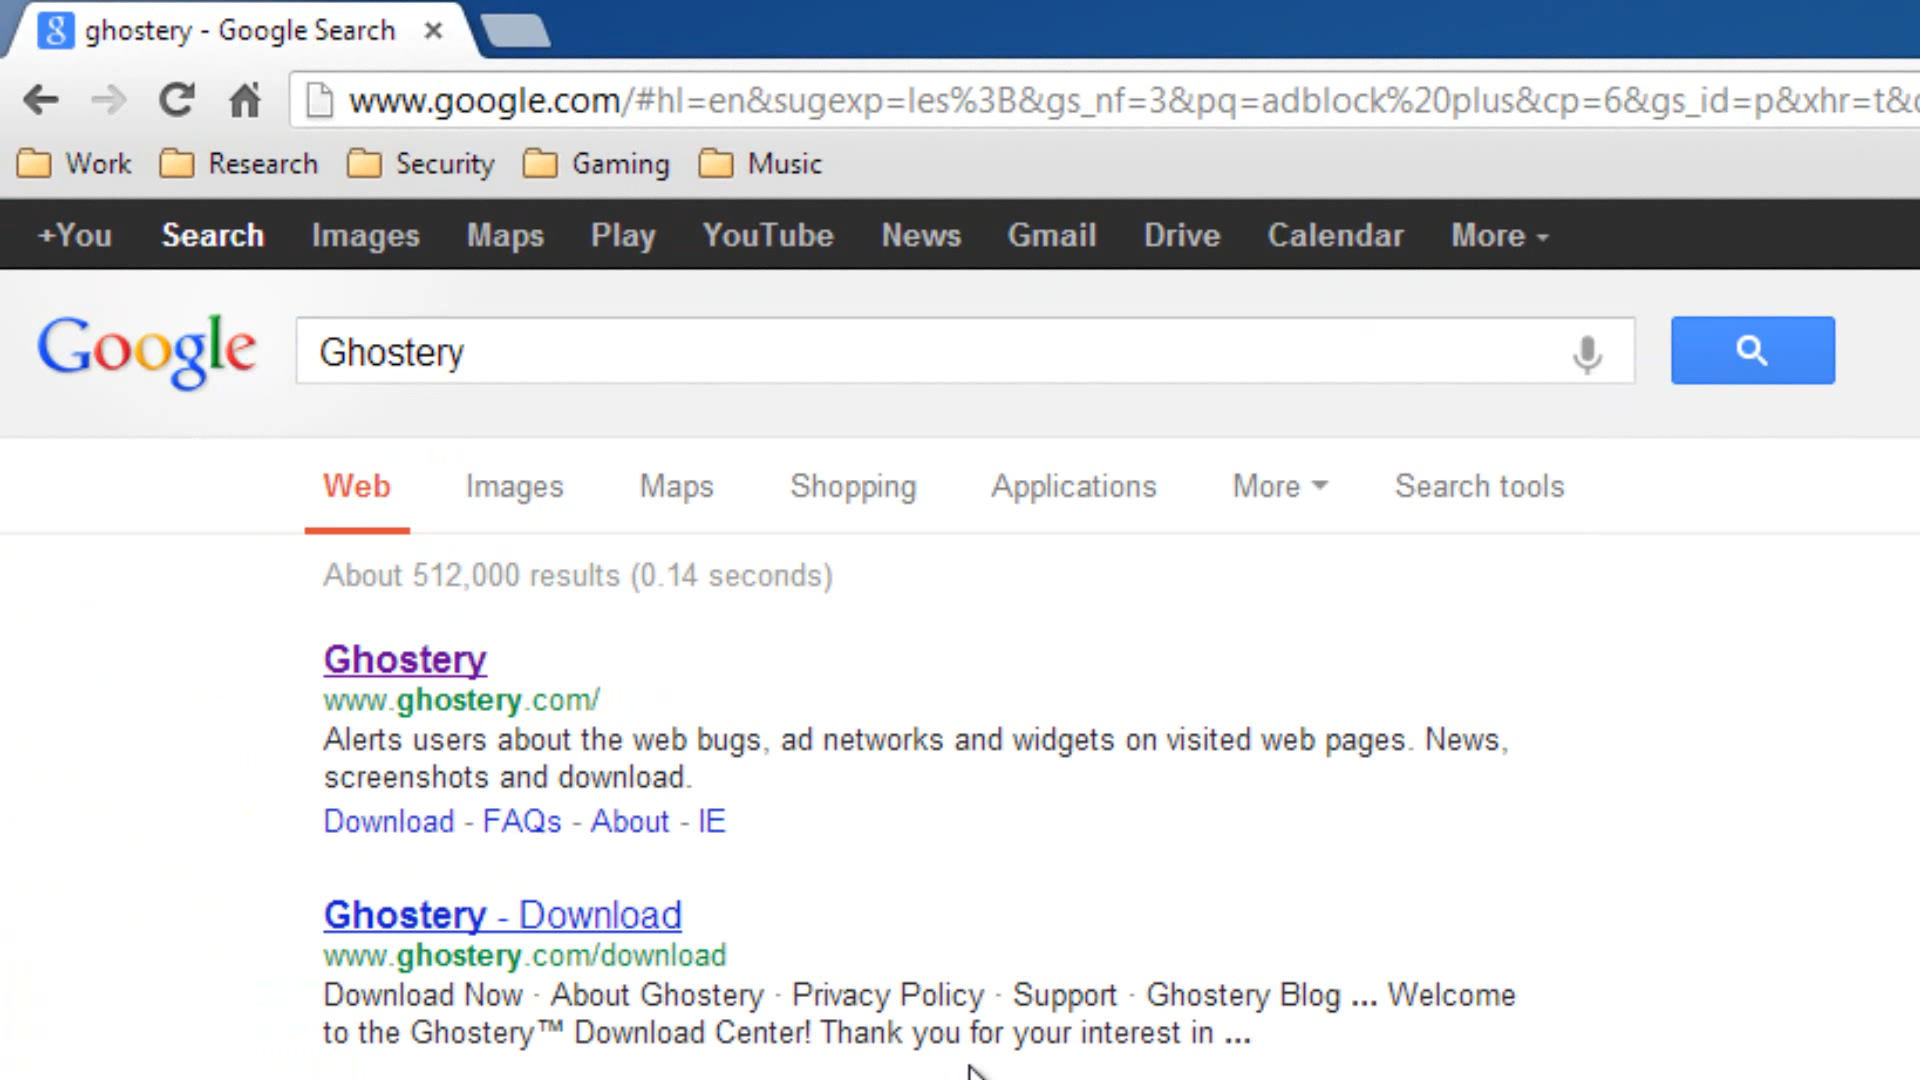 ghostery - Google Search
www.google.com/#hl=en&sugexp=les%3B&gs_nf=3&pq=adblock%20plus&cp=6&gs_id=p&xhr=t&
Work Research Security Gaming Music
+You Search Images Maps Play YouTube News Gmail Drive Calendar More
Google Ghostery
Web Images Maps Shopping Applications More Search tools
About 512,000 results (0.14 seconds)
Ghostery
www.ghostery.com/
Alerts users about the web bugs, ad networks and widgets on visited web pages. News,
screenshots and download.
Download - FAQs - About - IE
Ghostery - Download
www.ghostery.com/download
Download Now · About Ghostery · Privacy Policy · Support · Ghostery Blog ... Welcome
to the Ghostery™ Download Center! Thank you for your interest in ...